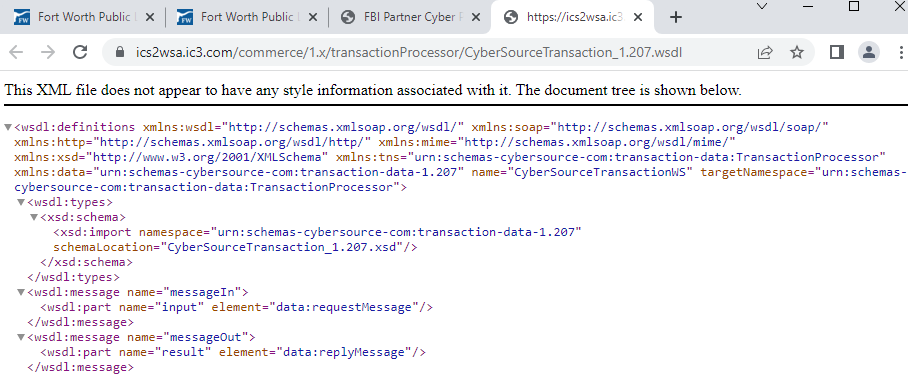 Fort Worth Public
Fort Worth Public
FBI Partner Cyber
https://ics2wsa.ic3.
ics2wsa.ic3.com/commerce/1.x/transactionProcessor/CyberSourceTransaction_1.207.wsdl
This XML file does not appear to have any style information associated with it. The document tree is shown below.
<wsdl:definitions xmlns:wsdl="http://schemas.xmlsoap.org/wsdl/" xmlns:soap="http://schemas.xmlsoap.org/wsdl/soap/"
xmlns:http="http://schemas.xmlsoap.org/wsdl/http/" xmlns:mime="http://schemas.xmlsoap.org/wsdl/mime/"
xmlns:xsd="http://www.w3.org/2001/XMLSchema" xmlns:tns="urn:schemas-cybersource-com:transaction-data:TransactionProcessor"
xmlns:data="urn:schemas-cybersource-com:transaction-data-1.207" name="CyberSourceTransactionWS" targetNamespace="urn:schemas-
cybersource-com:transaction-data:TransactionProcessor">
<wsdl:types>
<xsd:schema>
<xsd:import namespace="urn:schemas-cybersource-com:transaction-data-1.207"
schemaLocation="CyberSourceTransaction_1.207.xsd"/>
</xsd:schema>
</wsdl:types>
<wsdl:message name="messageIn">
<wsdl:part name="input" element="data:requestMessage"/>
</wsdl:message>
<wsdl:message name="messageOut">
<wsdl:part name="result" element="data:replyMessage"/>
</wsdl:message>